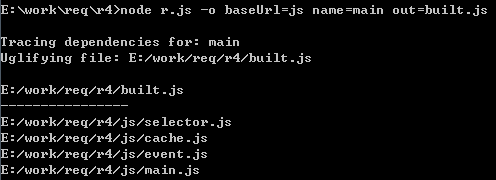 E:\work\req\r4>node r.js -o baseUrl=js name=main out=built.js
Tracing dependencies for: main
Uglifying file: E:/work/req/r4/built.js
E:/work/req/r4/built.js
----------------
E:/work/req/r4/js/selector.js
E:/work/req/r4/js/cache.js
E:/work/req/r4/js/event.js
E:/work/req/r4/js/main.js